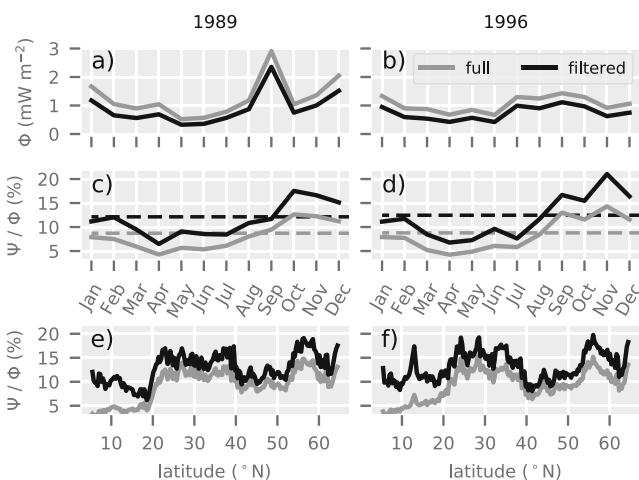 1989 1996
a) b) full filtered
Φ (mW m⁻²)
3
2
1
0
c) d)
Ψ / Φ (%)
20
15
10
5
Jan Feb Mar Apr May Jun Jul Aug Sep Oct Nov Dec Jan Feb Mar Apr May Jun Jul Aug Sep Oct Nov Dec
e) f)
Ψ / Φ (%)
20
15
10
5
10 20 30 40 50 60 10 20 30 40 50 60
latitude (°N) latitude (°N)